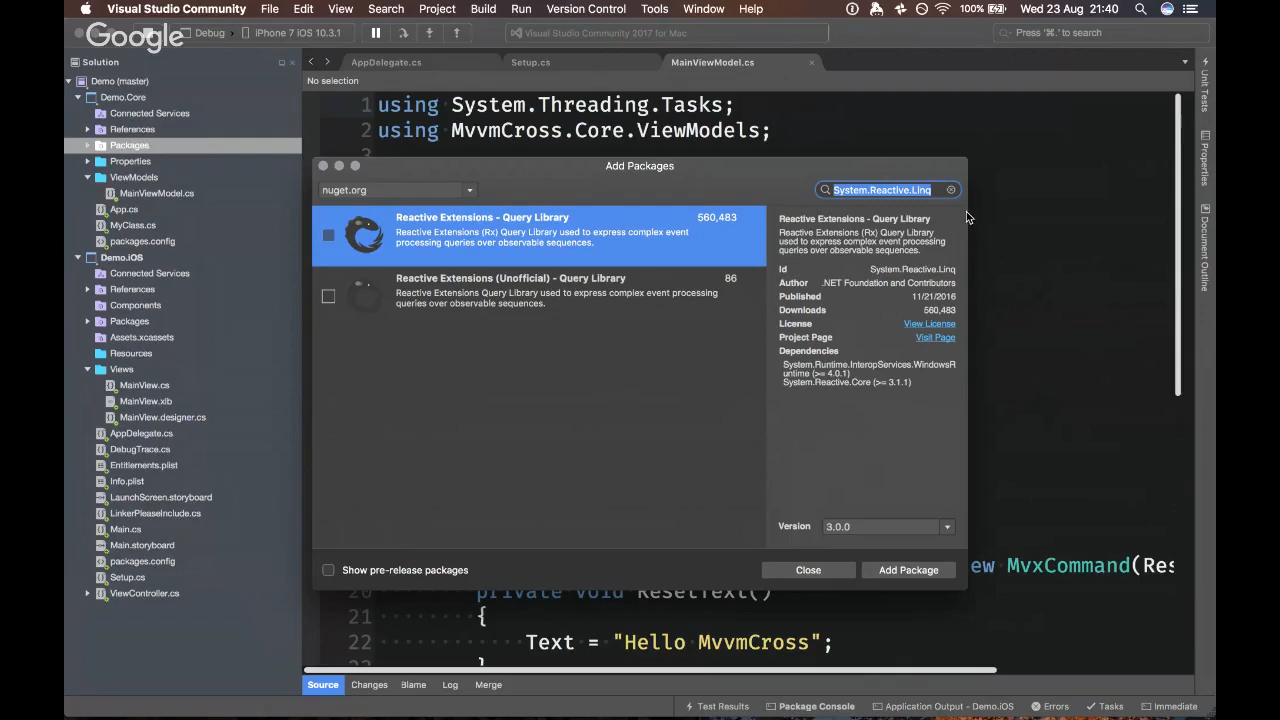 Visual Studio Community File Edit View Search Project Build Run Version Control Tools Window Help 100% Wed 23 Aug 21:40
Google
Debug iPhone 7 iOS 10.3.1 Visual Studio Community 2017 for Mac Press '⌘.' to search
Solution AppDelegate.cs Setup.cs MainViewModel.cs
No selection
Demo (master)
Demo.Core
Connected Services
References
Packages
Properties
ViewModels
MainViewModel.cs
App.cs
MyClass.cs
packages.config
Demo.iOS
Connected Services
References
Components
Packages
Assets.xcassets
Resources
Views
MainView.cs
MainView.xib
MainView.designer.cs
AppDelegate.cs
DebugTrace.cs
Entitlements.plist
Info.plist
LaunchScreen.storyboard
LinkerPleaseInclude.cs
Main.cs
Main.storyboard
packages.config
Setup.cs
ViewController.cs
1 using System.Threading.Tasks;
2 using MvvmCross.Core.ViewModels;
3
Add Packages
nuget.org System.Reactive.Linq
Reactive Extensions - Query Library 560,483
Reactive Extensions (Rx) Query Library used to express complex event
processing queries over observable sequences.
Reactive Extensions (Unofficial) - Query Library 86
Reactive Extensions Query Library used to express complex event processing
queries over observable sequences.
Reactive Extensions - Query Library
Reactive Extensions (Rx) Query Library
used to express complex event
processing queries over observable
sequences.
Id System.Reactive.Linq
Author .NET Foundation and Contributors
Published 11/21/2016
Downloads 560,483
License View License
Project Page Visit Page
Dependencies
System.Runtime.InteropServices.WindowsR
untime (>= 4.0.1)
System.Reactive.Core (>= 3.1.1)
Version 3.0.0
Show pre-release packages Close Add Package
ew MvxCommand(Res
20 private void ResetText()
21 {
22 Text = "Hello MvvmCross";
23 }
Source Changes Blame Log Merge
Test Results Package Console Application Output - Demo.iOS Errors Tasks Immediate
Unit Tests
Properties
Document Outline